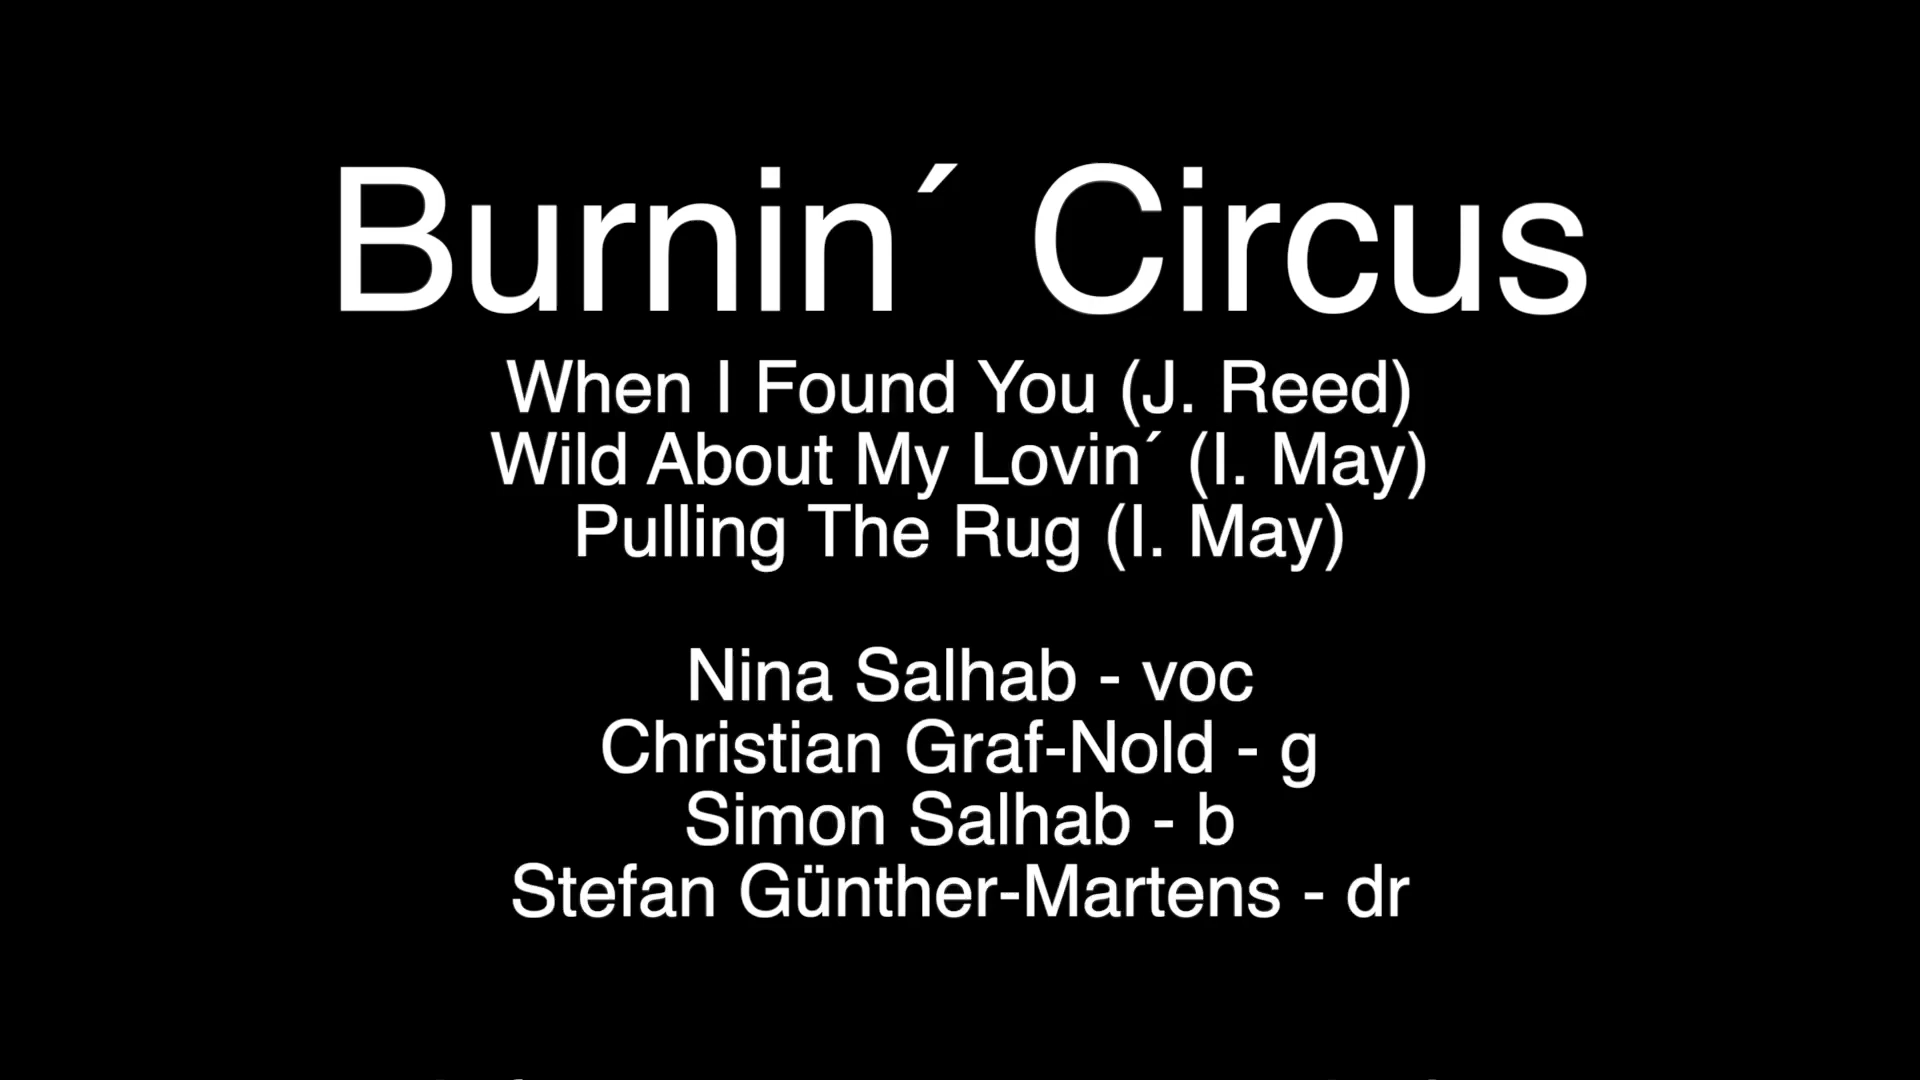 Burnin´ Circus
When I Found You (J. Reed)
Wild About My Lovin´ (I. May)
Pulling The Rug (I. May)
Nina Salhab - voc
Christian Graf-Nold - g
Simon Salhab - b
Stefan Günther-Martens - dr